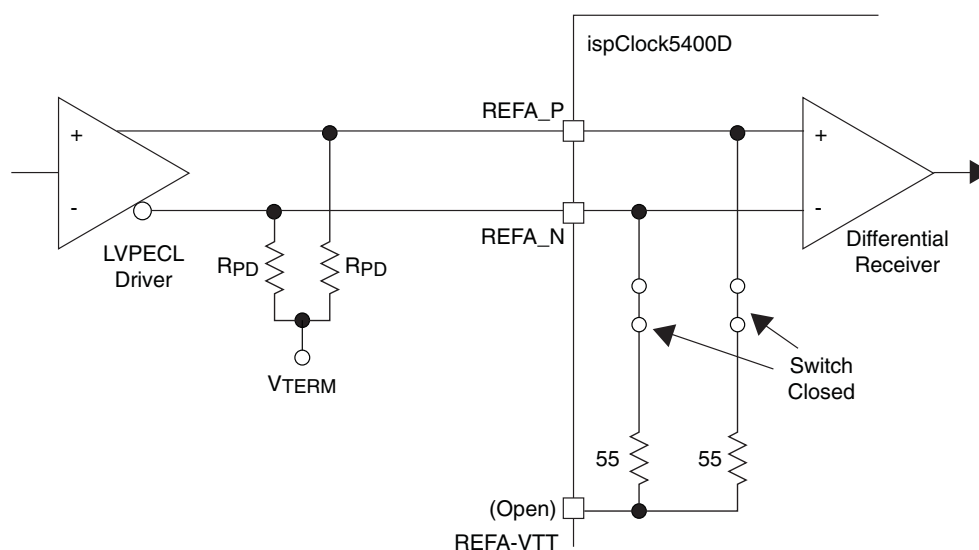 ispClock5400D
REFA_P
+
-
+
-
REFA_N
LVPECL
Driver
RPD
RPD
VTERM
Differential
Receiver
Switch
Closed
55
55
(Open)
REFA-VTT